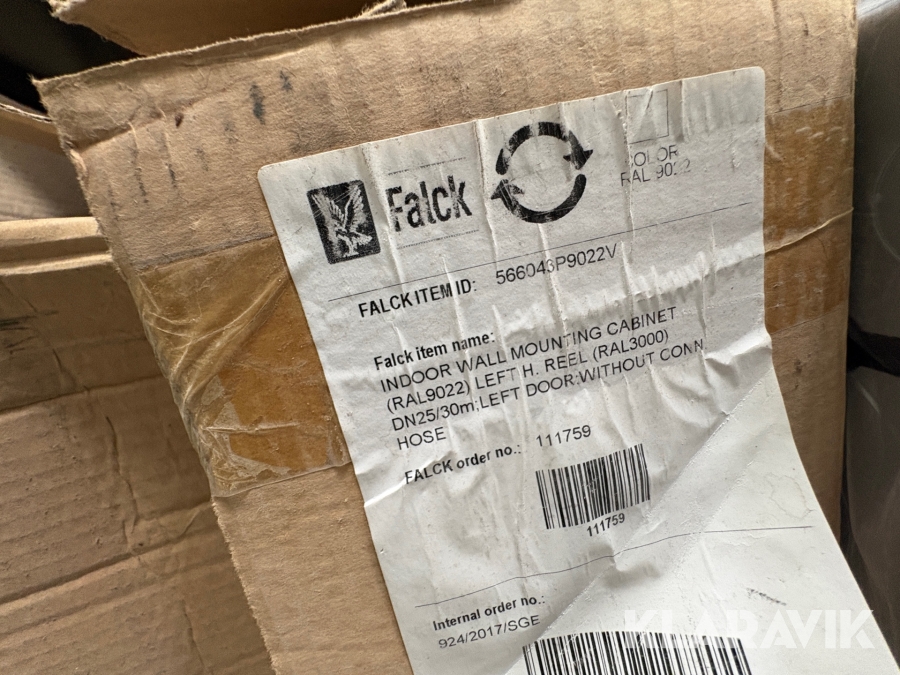 Falck
COLOR
RAL 9022
FALCK ITEM ID: 566043P9022V
Falck item name:
INDOOR WALL MOUNTING CABINET
(RAL9022) LEFT H. REEL (RAL3000)
DN25/30m;LEFT DOOR;WITHOUT CONN.
HOSE
FALCK order no.: 111759
111759
Internal order no.:
924/2017/SGE
KLARAVIK